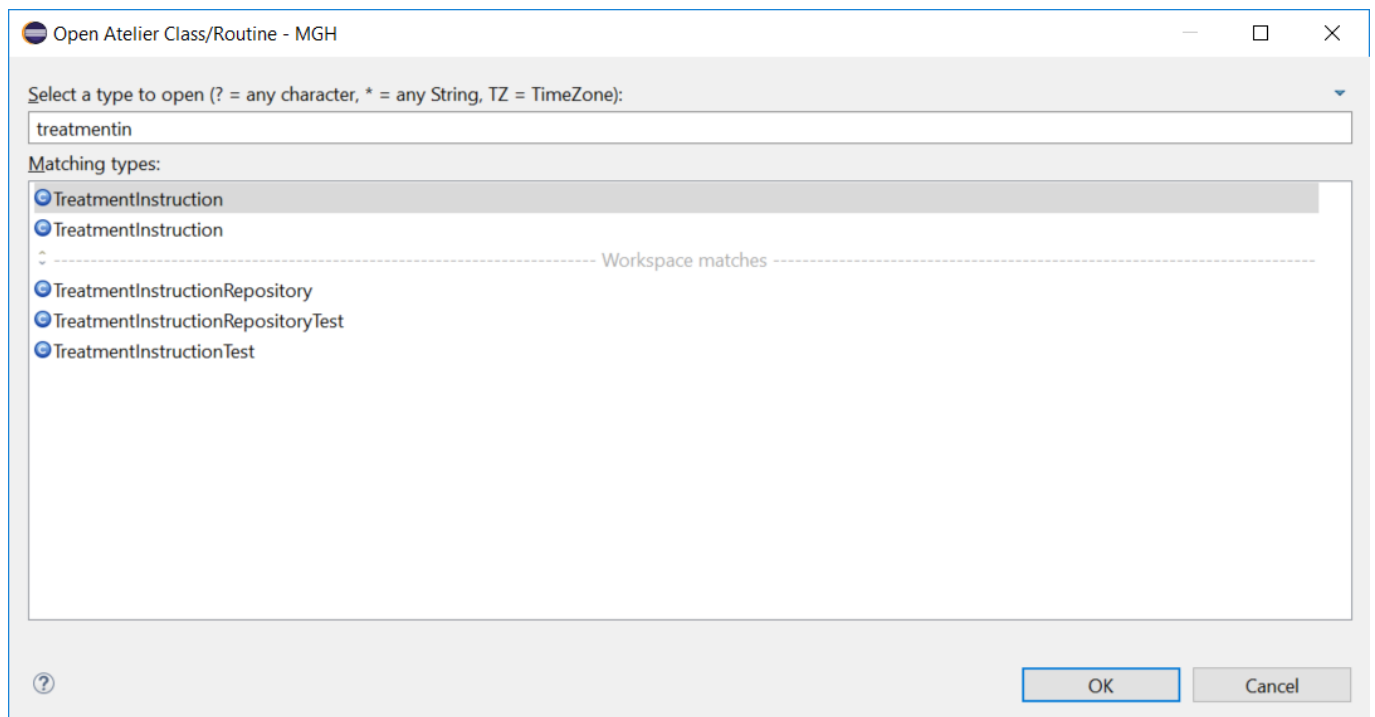 Open Atelier Class/Routine - MGH
Select a type to open (? = any character, * = any String, TZ = TimeZone):
treatmentin
Matching types:
TreatmentInstruction
TreatmentInstruction
Workspace matches
TreatmentInstructionRepository
TreatmentInstructionRepositoryTest
TreatmentInstructionTest
OK Cancel